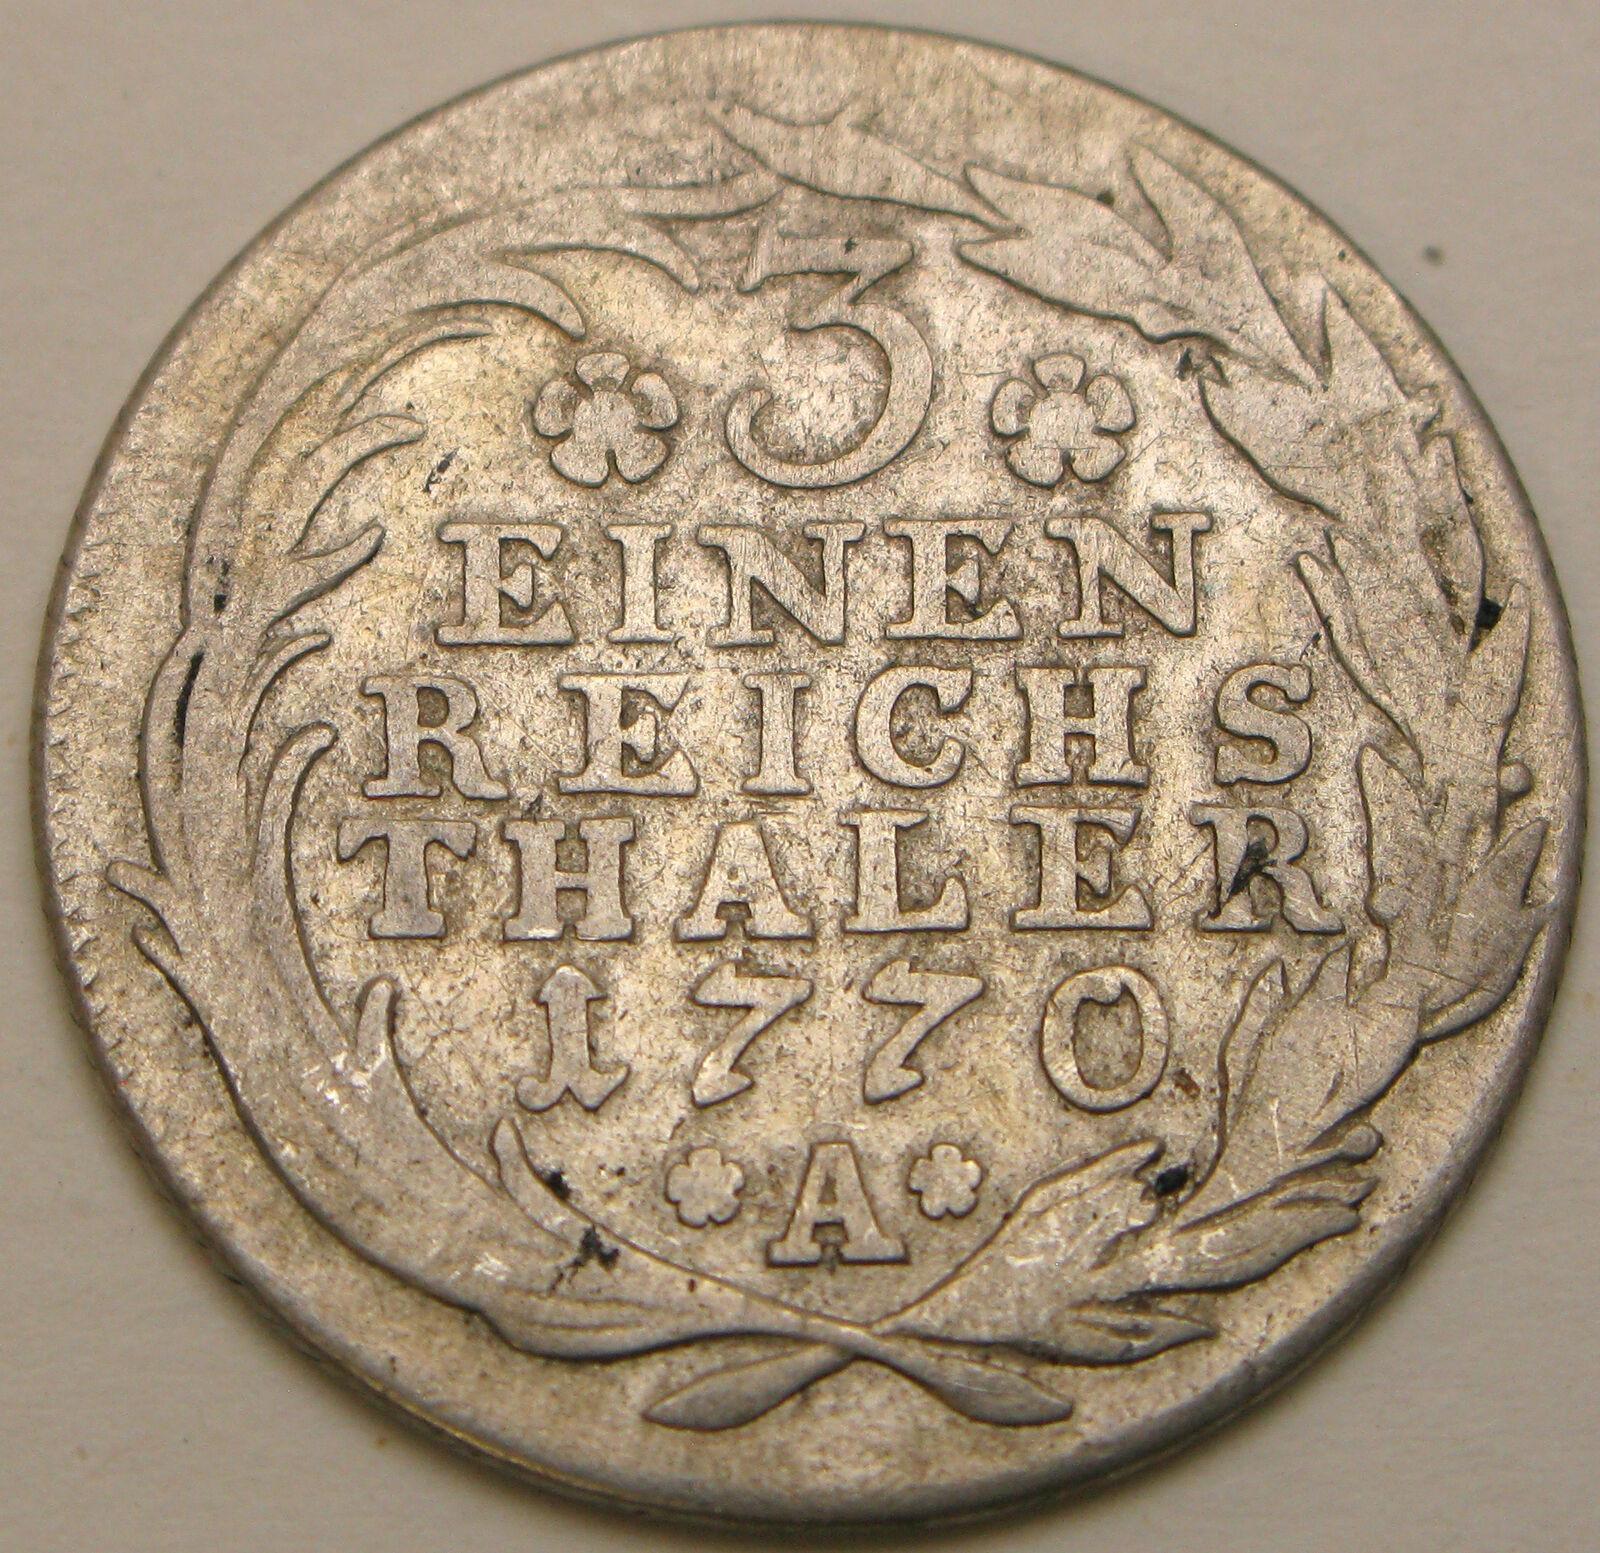 3
EINEN
REICHS
THALER
1770
A